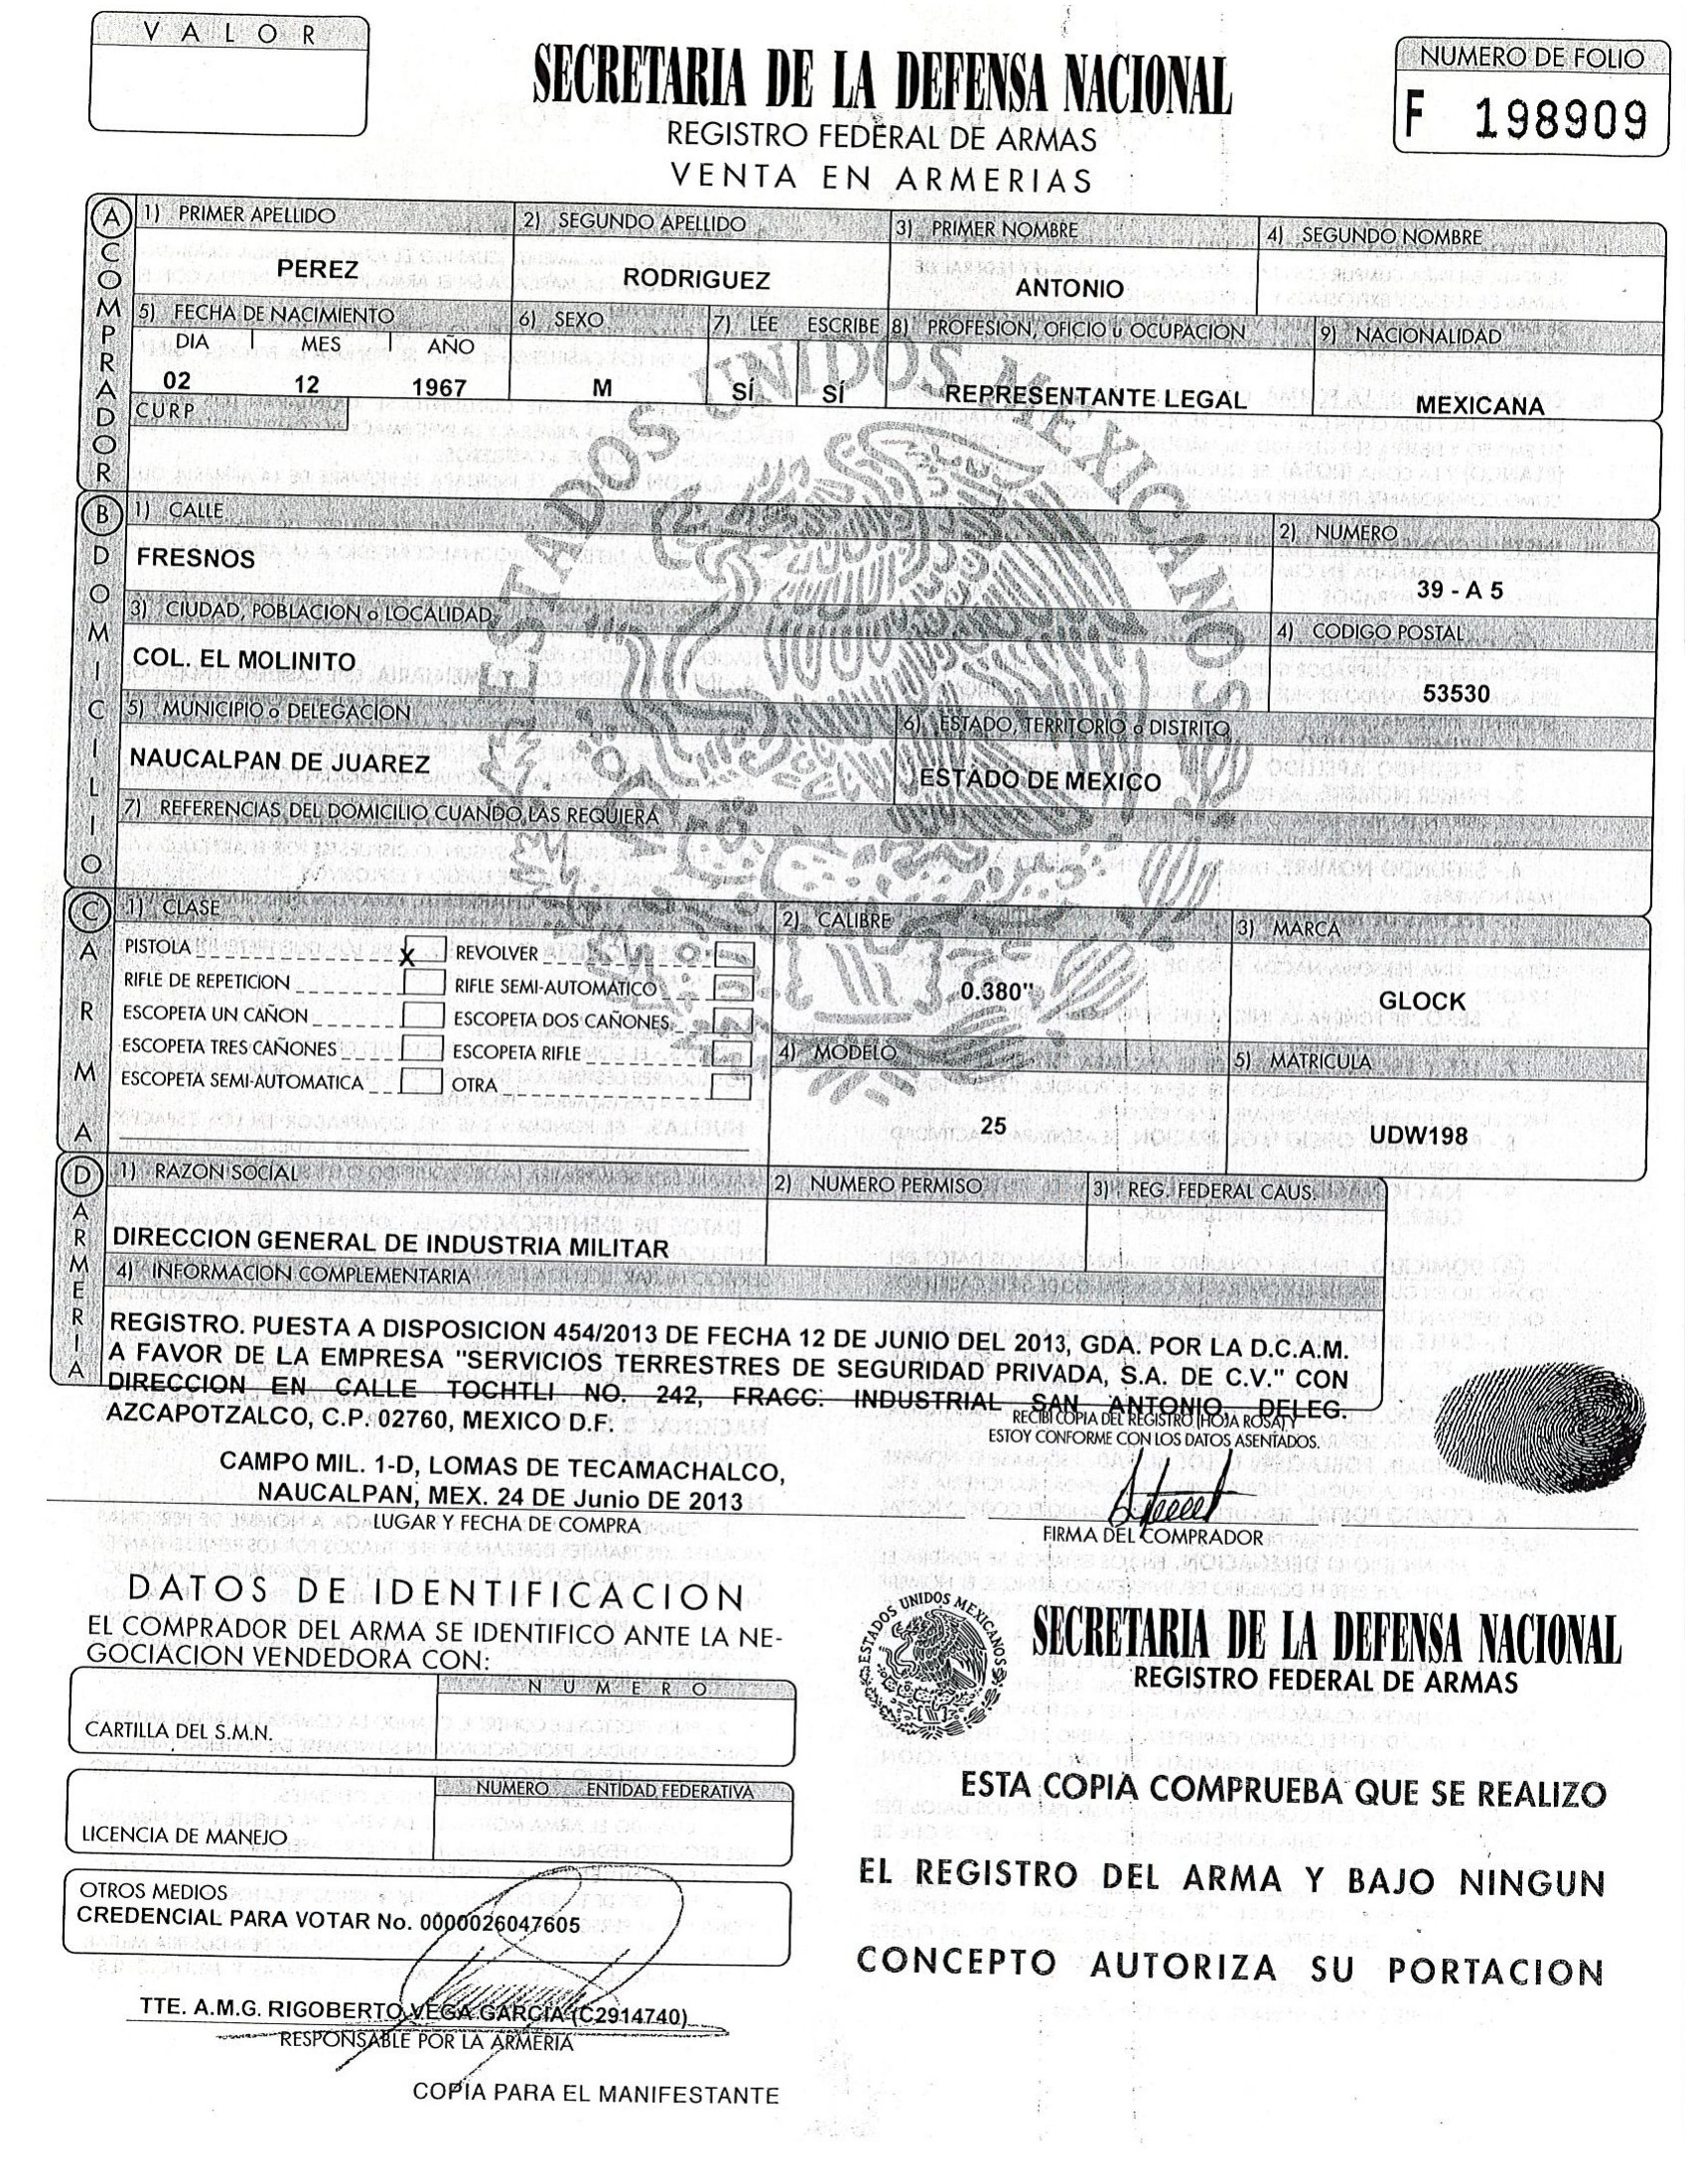 VALOR
SECRETARIA DE LA DEFENSA NACIONAL
REGISTRO FEDERAL DE ARMAS
VENTA EN ARMERIAS
NUMERO DE FOLIO
F 198909
A COMPRADOR
1) PRIMER APELLIDO 2) SEGUNDO APELLIDO 3) PRIMER NOMBRE 4) SEGUNDO NOMBRE
PEREZ RODRIGUEZ ANTONIO
5) FECHA DE NACIMIENTO 6) SEXO 7) LEE ESCRIBE 8) PROFESION, OFICIO u OCUPACION 9) NACIONALIDAD
DIA MES AÑO
02 12 1967 M SÍ SÍ REPRESENTANTE LEGAL MEXICANA
CURP
ESTADOS UNIDOS MEXICANOS
B DOMICILIO
1) CALLE 2) NUMERO
FRESNOS 39 - A 5
3) CIUDAD, POBLACION o LOCALIDAD 4) CODIGO POSTAL
COL. EL MOLINITO 53530
5) MUNICIPIO o DELEGACION 6) ESTADO, TERRITORIO o DISTRITO
NAUCALPAN DE JUAREZ ESTADO DE MEXICO
7) REFERENCIAS DEL DOMICILIO CUANDO LAS REQUIERA
C ARMA
1) CLASE 2) CALIBRE 3) MARCA
PISTOLA X REVOLVER
RIFLE DE REPETICION RIFLE SEMI-AUTOMATICO 0.380" GLOCK
ESCOPETA UN CAÑON ESCOPETA DOS CAÑONES
ESCOPETA TRES CAÑONES ESCOPETA RIFLE 4) MODELO 5) MATRICULA
ESCOPETA SEMI-AUTOMATICA OTRA
25 UDW198
D ARMERIA
1) RAZON SOCIAL 2) NUMERO PERMISO 3) REG. FEDERAL CAUS.
DIRECCION GENERAL DE INDUSTRIA MILITAR
4) INFORMACION COMPLEMENTARIA
REGISTRO. PUESTA A DISPOSICION 454/2013 DE FECHA 12 DE JUNIO DEL 2013, GDA. POR LA D.C.A.M.
A FAVOR DE LA EMPRESA "SERVICIOS TERRESTRES DE SEGURIDAD PRIVADA, S.A. DE C.V." CON
DIRECCION EN CALLE TOCHTLI NO. 242, FRACC. INDUSTRIAL SAN ANTONIO, DELEG.
AZCAPOTZALCO, C.P. 02760, MEXICO D.F.
RECIBI COPIA DEL REGISTRO (HOJA ROSA) Y
ESTOY CONFORME CON LOS DATOS ASENTADOS.
CAMPO MIL. 1-D, LOMAS DE TECAMACHALCO,
NAUCALPAN, MEX. 24 DE Junio DE 2013
LUGAR Y FECHA DE COMPRA
FIRMA DEL COMPRADOR
DATOS DE IDENTIFICACION
EL COMPRADOR DEL ARMA SE IDENTIFICO ANTE LA NE-
GOCIACION VENDEDORA CON:
NUMERO
CARTILLA DEL S.M.N.
NUMERO ENTIDAD FEDERATIVA
LICENCIA DE MANEJO
OTROS MEDIOS
CREDENCIAL PARA VOTAR No. 0000026047605
TTE. A.M.G. RIGOBERTO VEGA GARCIA (C2914740)
RESPONSABLE POR LA ARMERIA
COPIA PARA EL MANIFESTANTE
ESTADOS UNIDOS MEXICANOS
SECRETARIA DE LA DEFENSA NACIONAL
REGISTRO FEDERAL DE ARMAS
ESTA COPIA COMPRUEBA QUE SE REALIZO
EL REGISTRO DEL ARMA Y BAJO NINGUN
CONCEPTO AUTORIZA SU PORTACION